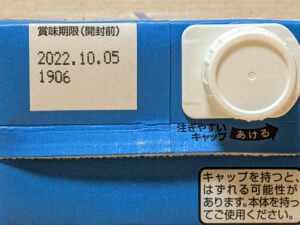 賞味期限(開封前)
2022.10.05
1906
注ぎやすい
キャップ
あける
キャップを持つと、
はずれる可能性が
あります。本体を持っ
てご使用ください。